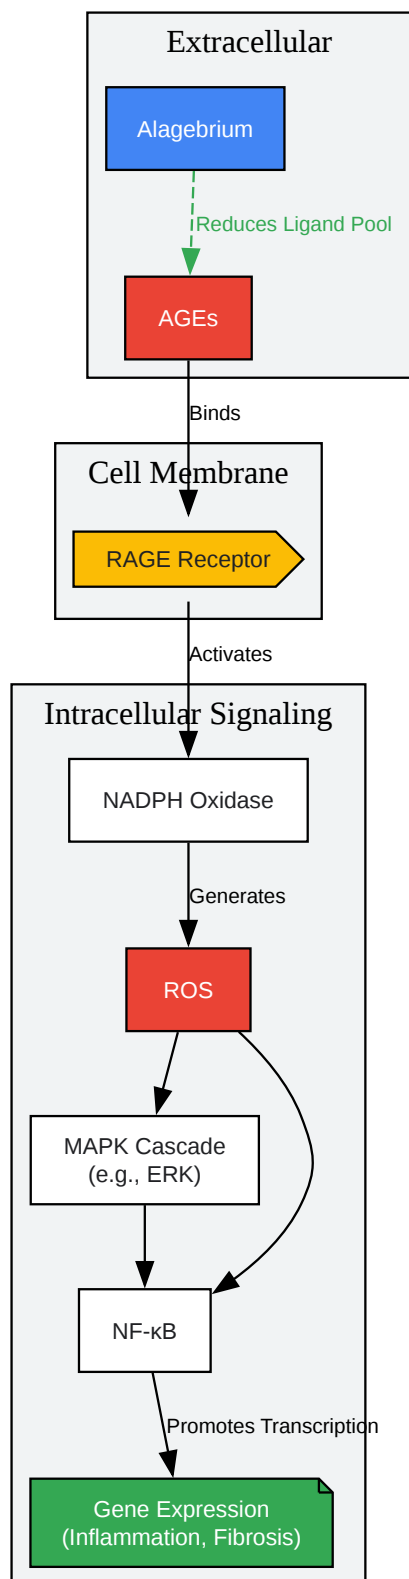 Extracellular
Alagebrium
Reduces Ligand Pool
AGEs
Binds
Cell Membrane
RAGE Receptor
Activates
Intracellular Signaling
NADPH Oxidase
Generates
ROS
MAPK Cascade
(e.g., ERK)
NF-κB
Promotes Transcription
Gene Expression
(Inflammation, Fibrosis)